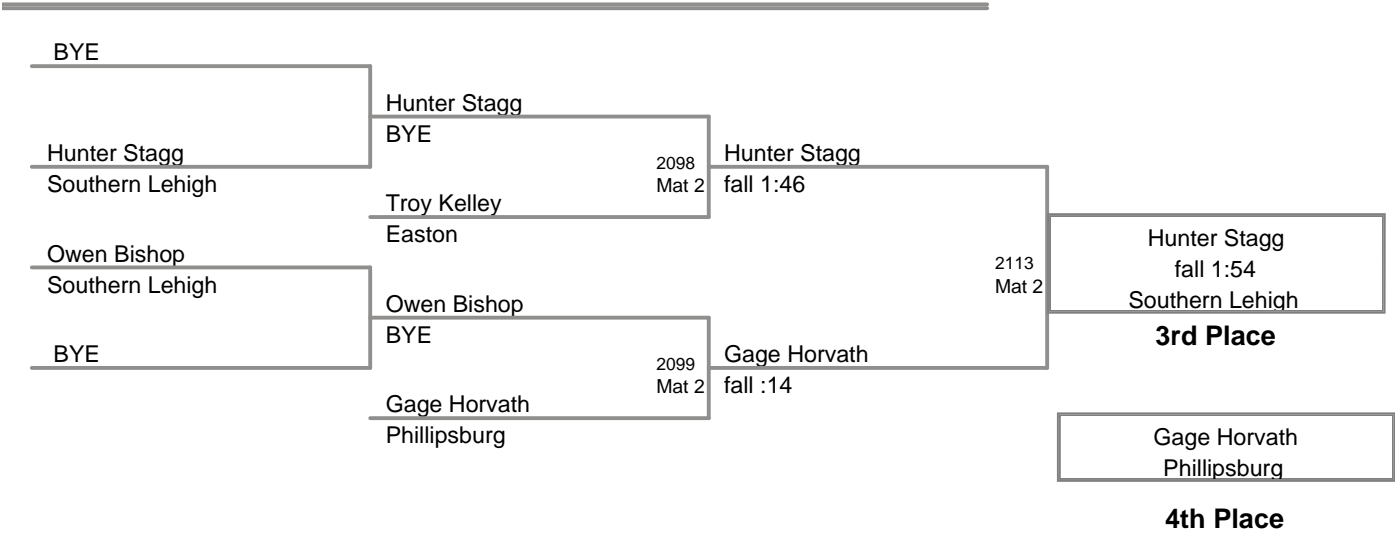 BYE
Hunter Stagg
Southern Lehigh
Owen Bishop
Southern Lehigh
BYE
Hunter Stagg
BYE
Troy Kelley
Easton
Owen Bishop
BYE
Gage Horvath
Phillipsburg
2098
Mat 2
Hunter Stagg
fall 1:46
2099
Mat 2
Gage Horvath
fall :14
2113
Mat 2
Hunter Stagg
fall 1:54
Southern Lehigh
3rd Place
Gage Horvath
Phillipsburg
4th Place